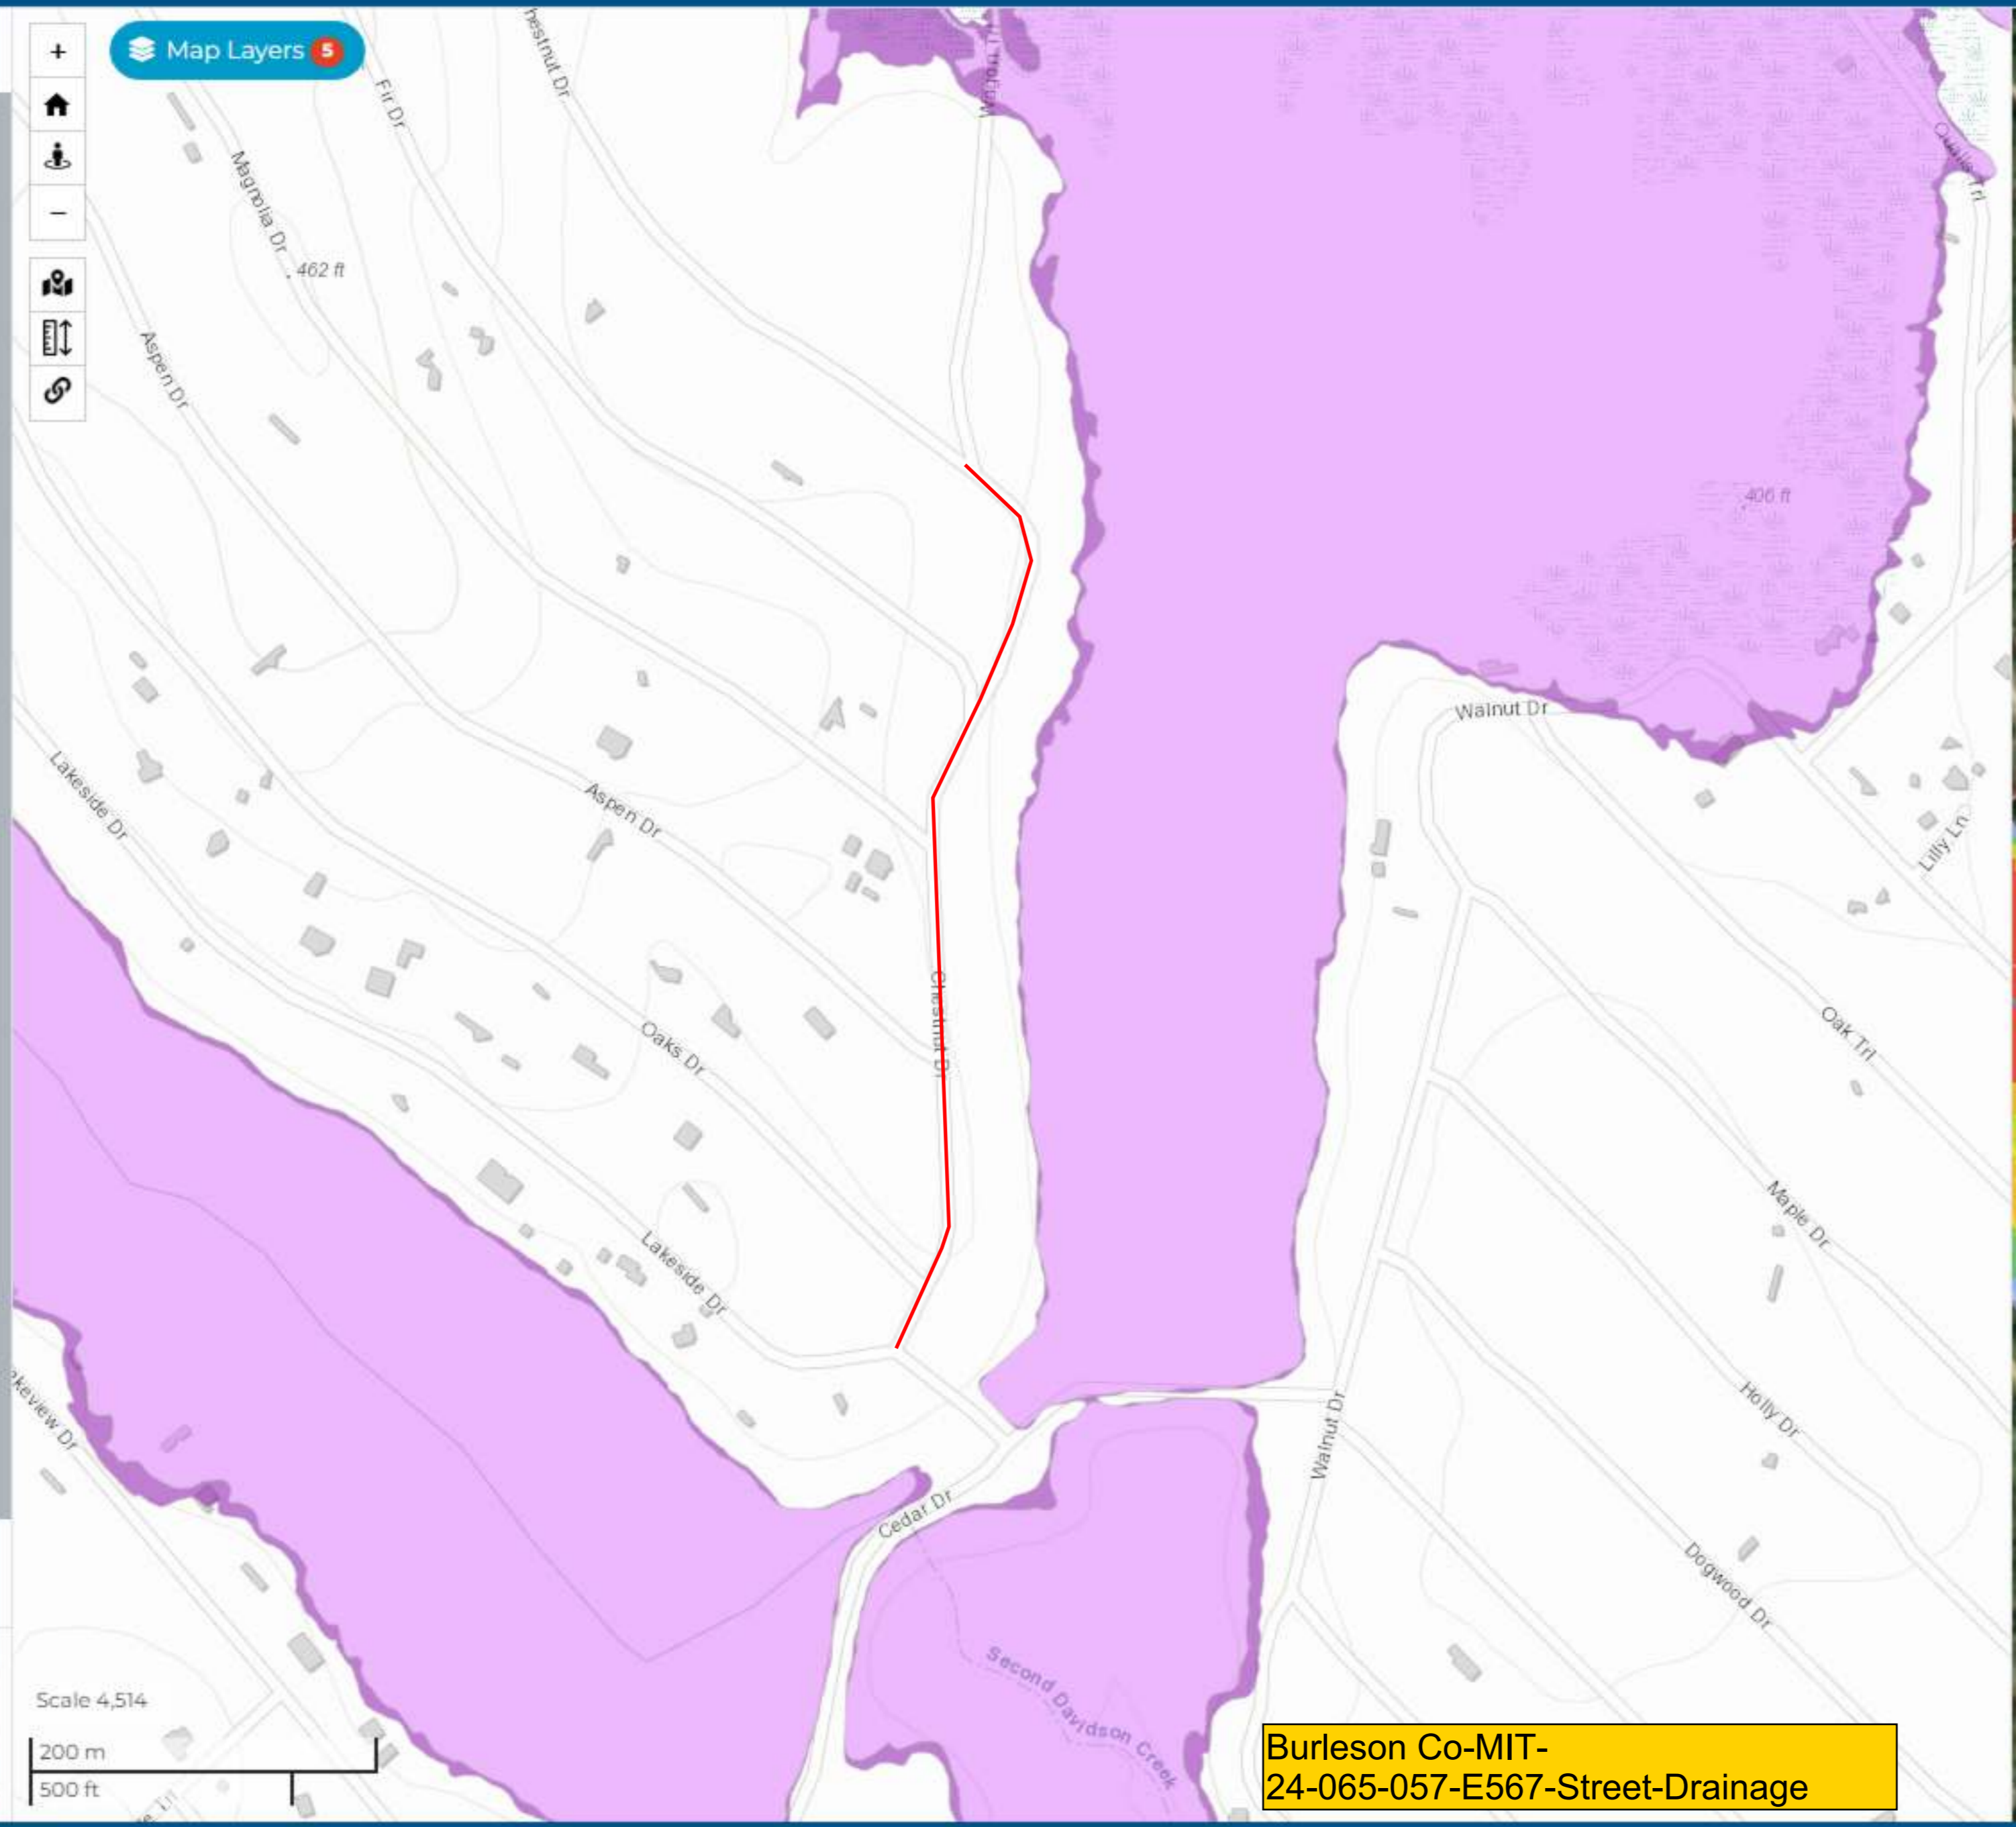 +
Map Layers 5
−
Fir Dr
Magnolia Dr
462 ft
Aspen Dr
406 ft
Walnut Dr
Lakeside Dr
Aspen Dr
Lilly Ln
Chestnut Dr
Oaks Dr
Oak Trl
Maple Dr
Lakeside Dr
Holly Dr
Walnut Dr
Cedar Dr
Dogwood Dr
Second Davidson Creek
Scale 4,514
200 m
500 ft
Burleson Co-MIT-
24-065-057-E567-Street-Drainage